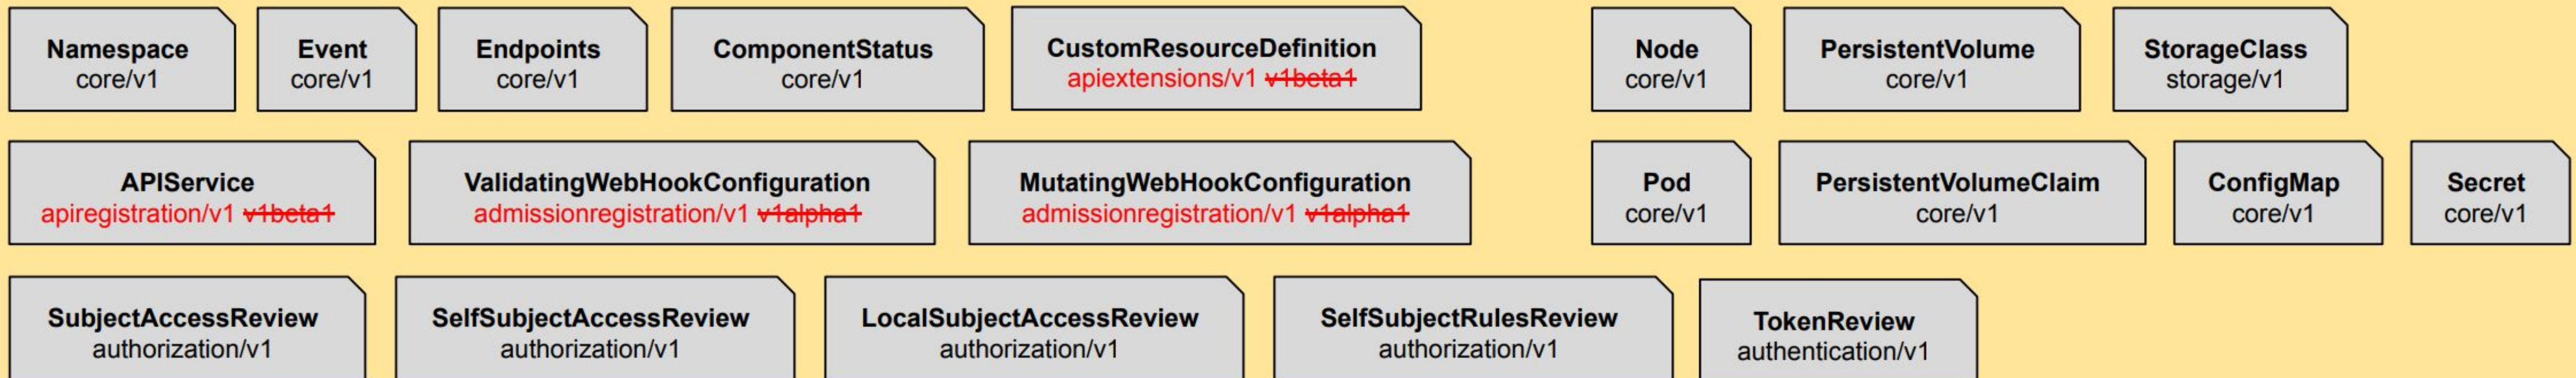 Namespace
core/v1
Event
core/v1
Endpoints
core/v1
ComponentStatus
core/v1
CustomResourceDefinition
apiextensions/v1 v1beta1
Node
core/v1
PersistentVolume
core/v1
StorageClass
storage/v1
APIService
apiregistration/v1 v1beta1
ValidatingWebHookConfiguration
admissionregistration/v1 v1alpha1
MutatingWebHookConfiguration
admissionregistration/v1 v1alpha1
Pod
core/v1
PersistentVolumeClaim
core/v1
ConfigMap
core/v1
Secret
core/v1
SubjectAccessReview
authorization/v1
SelfSubjectAccessReview
authorization/v1
LocalSubjectAccessReview
authorization/v1
SelfSubjectRulesReview
authorization/v1
TokenReview
authentication/v1